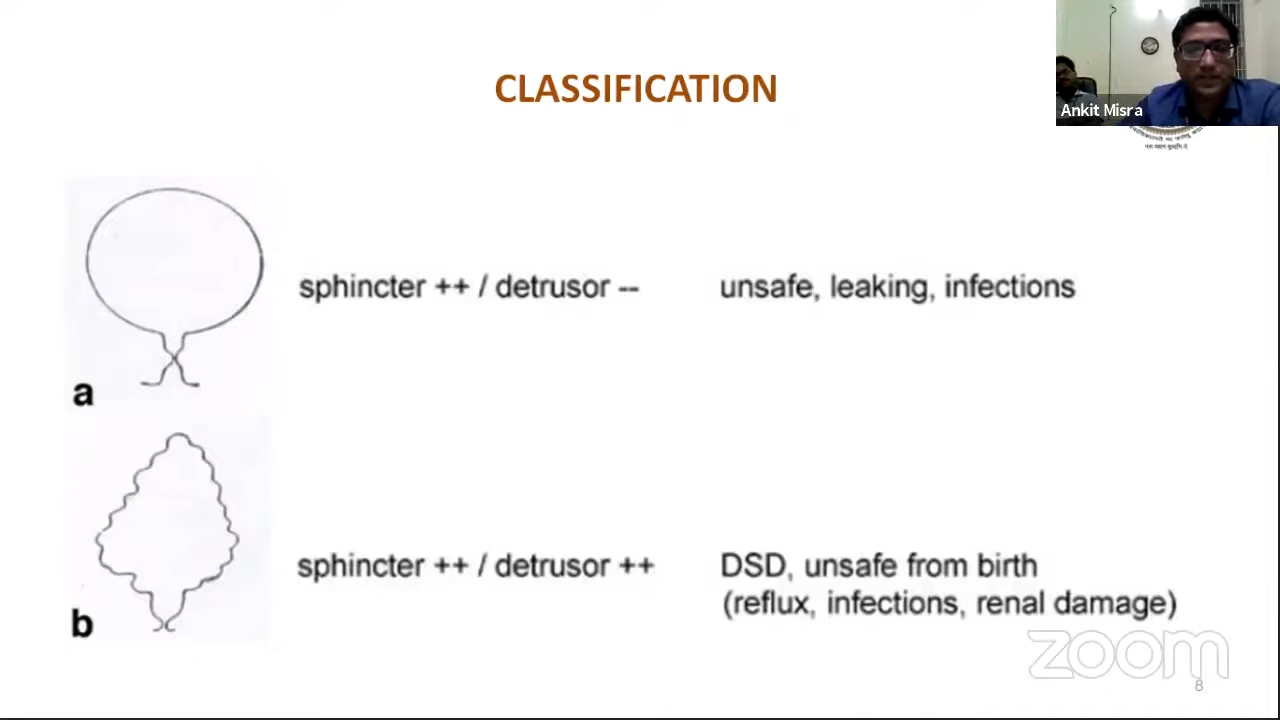 CLASSIFICATION
Ankit Misra
sphincter ++ / detrusor -- unsafe, leaking, infections
a
sphincter ++ / detrusor ++ DSD, unsafe from birth
(reflux, infections, renal damage)
b
zoom
8